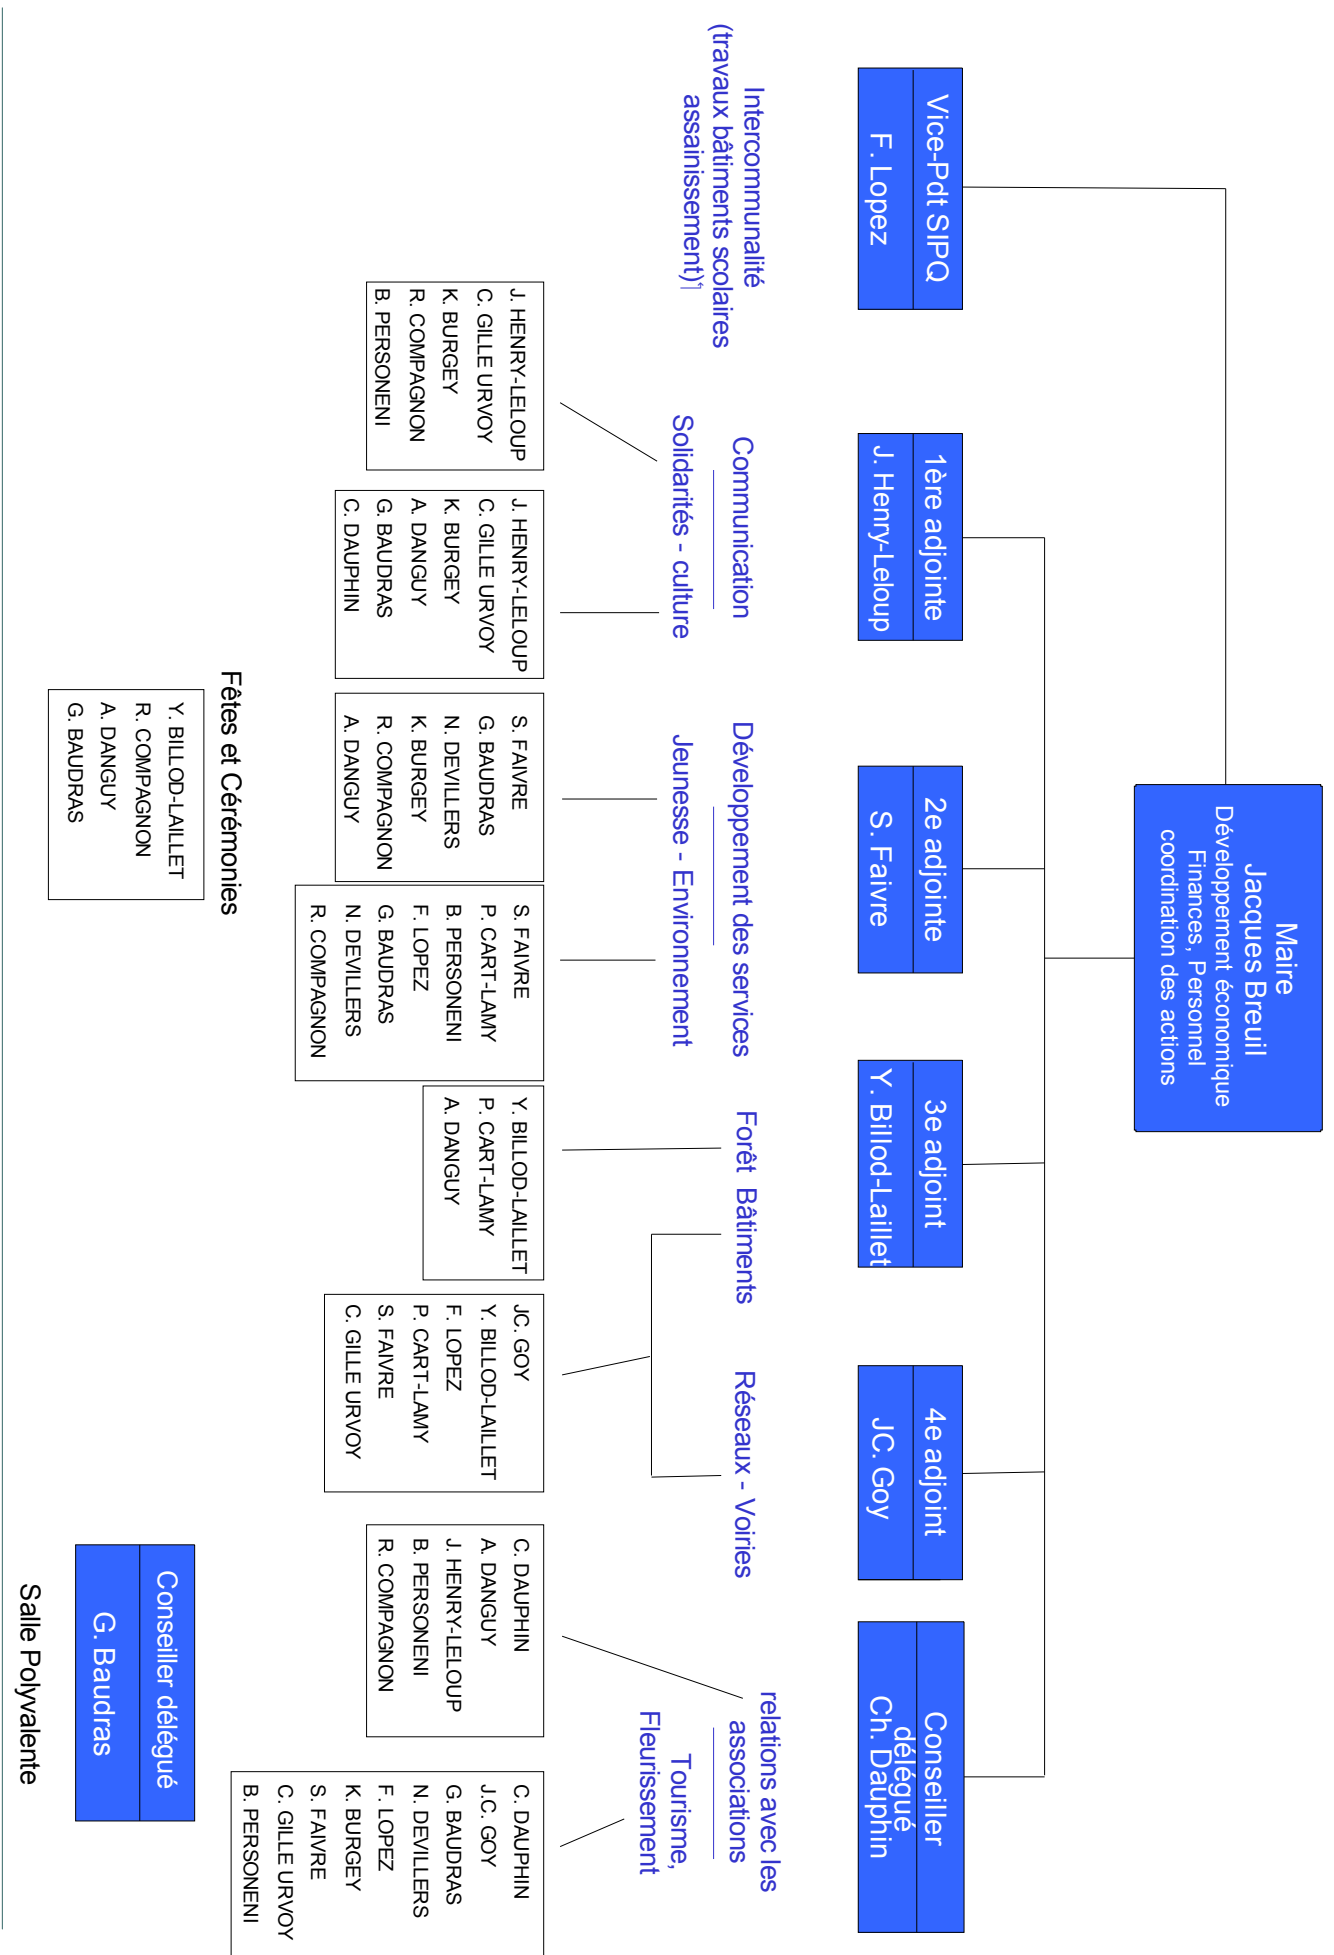 Maire
Jacques Breuil
Développement économique
Finances, Personnel
coordination des actions
Vice-Pdt SIPQ
F. Lopez
1ère adjointe
J. Henry-Leloup
2e adjointe
S. Faivre
3e adjoint
Y. Billod-Laillet
4e adjoint
JC. Goy
Conseiller
délégué
Ch. Dauphin
Intercommunalité
(travaux bâtiments scolaires
assainissement)
Communication
Solidarités - culture
Développement des services
Jeunesse - Environnement
Forêt Bâtiments
Réseaux - Voiries
relations avec les
associations
Tourisme,
Fleurissement
J. HENRY-LELOUP
C. GILLE URVOY
K. BURGEY
R. COMPAGNON
B. PERSONENI
J. HENRY-LELOUP
C. GILLE URVOY
K. BURGEY
A. DANGUY
G. BAUDRAS
C. DAUPHIN
S. FAIVRE
G. BAUDRAS
N. DEVILLERS
K. BURGEY
R. COMPAGNON
A. DANGUY
S. FAIVRE
P. CART-LAMY
B. PERSONENI
F. LOPEZ
G. BAUDRAS
N. DEVILLERS
R. COMPAGNON
Y. BILLOD-LAILLET
P. CART-LAMY
A. DANGUY
JC. GOY
Y. BILLOD-LAILLET
F. LOPEZ
P. CART-LAMY
S. FAIVRE
C. GILLE URVOY
C. DAUPHIN
A. DANGUY
J. HENRY-LELOUP
B. PERSONENI
R. COMPAGNON
C. DAUPHIN
J.C. GOY
G. BAUDRAS
N. DEVILLERS
F. LOPEZ
K. BURGEY
S. FAIVRE
C. GILLE URVOY
B. PERSONENI
Fêtes et Cérémonies
Y. BILLOD-LAILLET
R. COMPAGNON
A. DANGUY
G. BAUDRAS
Conseiller délégué
G. Baudras
Salle Polyvalente